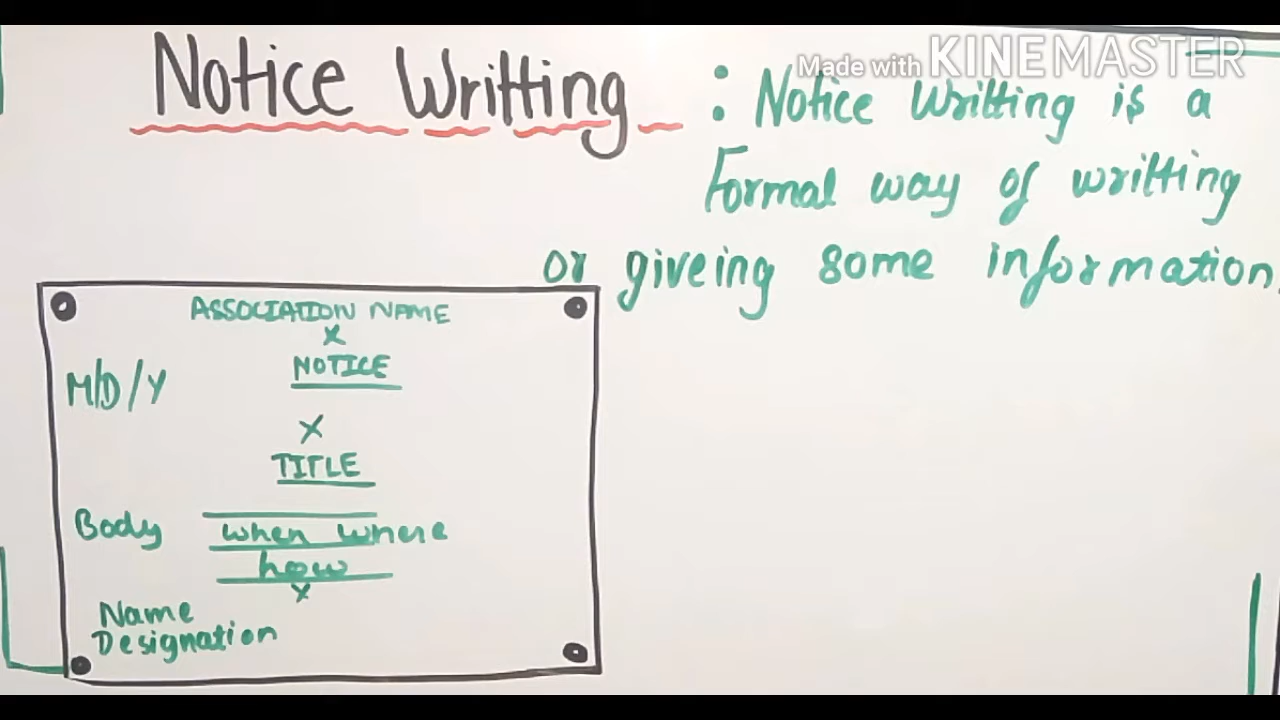 Made with KINEMASTER
Notice Writting : Notice Writting is a
Formal way of writting
or giveing some information.
ASSOCIATION NAME
X
NOTICE
M/D/Y
X
TITLE
Body when where
how
X
Name
Designation